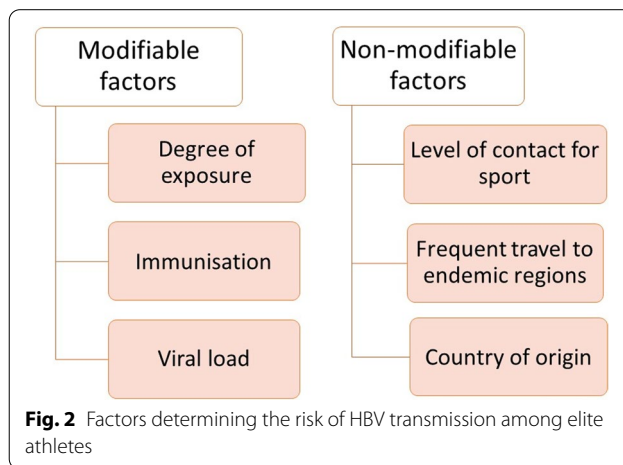 Modifiable
factors
Degree of
exposure
Immunisation
Viral load
Non-modifiable
factors
Level of contact for
sport
Frequent travel to
endemic regions
Country of origin
Fig. 2 Factors determining the risk of HBV transmission among elite
athletes